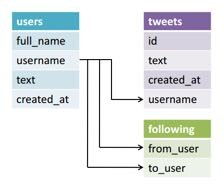 users
full_name
username
text
created_at
tweets
id
text
created_at
username
following
from_user
to_user